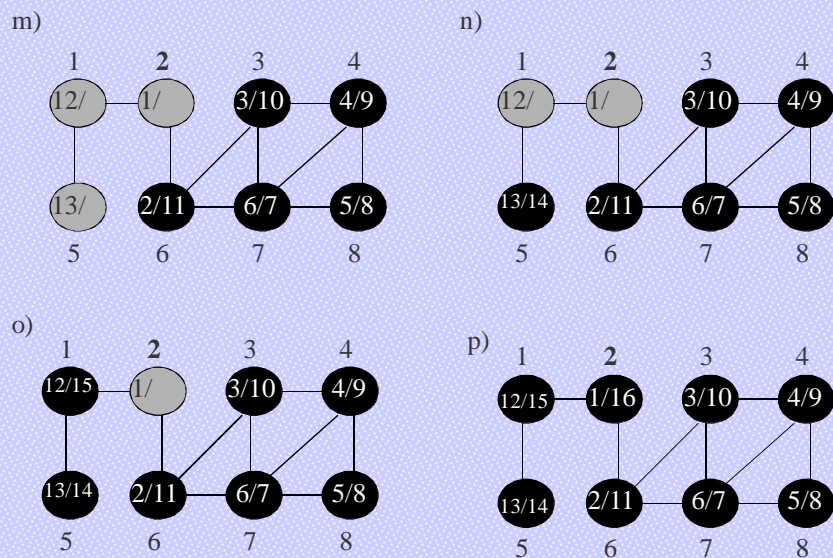 m)
1 2 3 4
12/ 1/ 3/10 4/9
13/ 2/11 6/7 5/8
5 6 7 8
n)
1 2 3 4
12/ 1/ 3/10 4/9
13/14 2/11 6/7 5/8
5 6 7 8
o)
1 2 3 4
12/15 1/ 3/10 4/9
13/14 2/11 6/7 5/8
5 6 7 8
p)
1 2 3 4
12/15 1/16 3/10 4/9
13/14 2/11 6/7 5/8
5 6 7 8